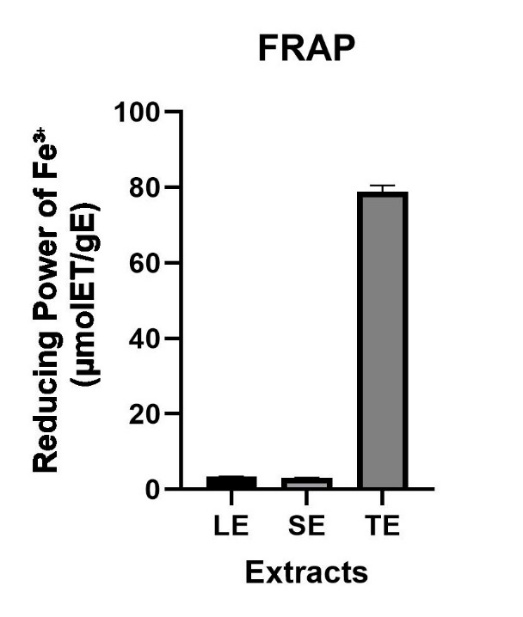 FRAP
Reducing Power of Fe³⁺
(µmolET/gE)
100
80
60
40
20
0
LE SE TE
Extracts